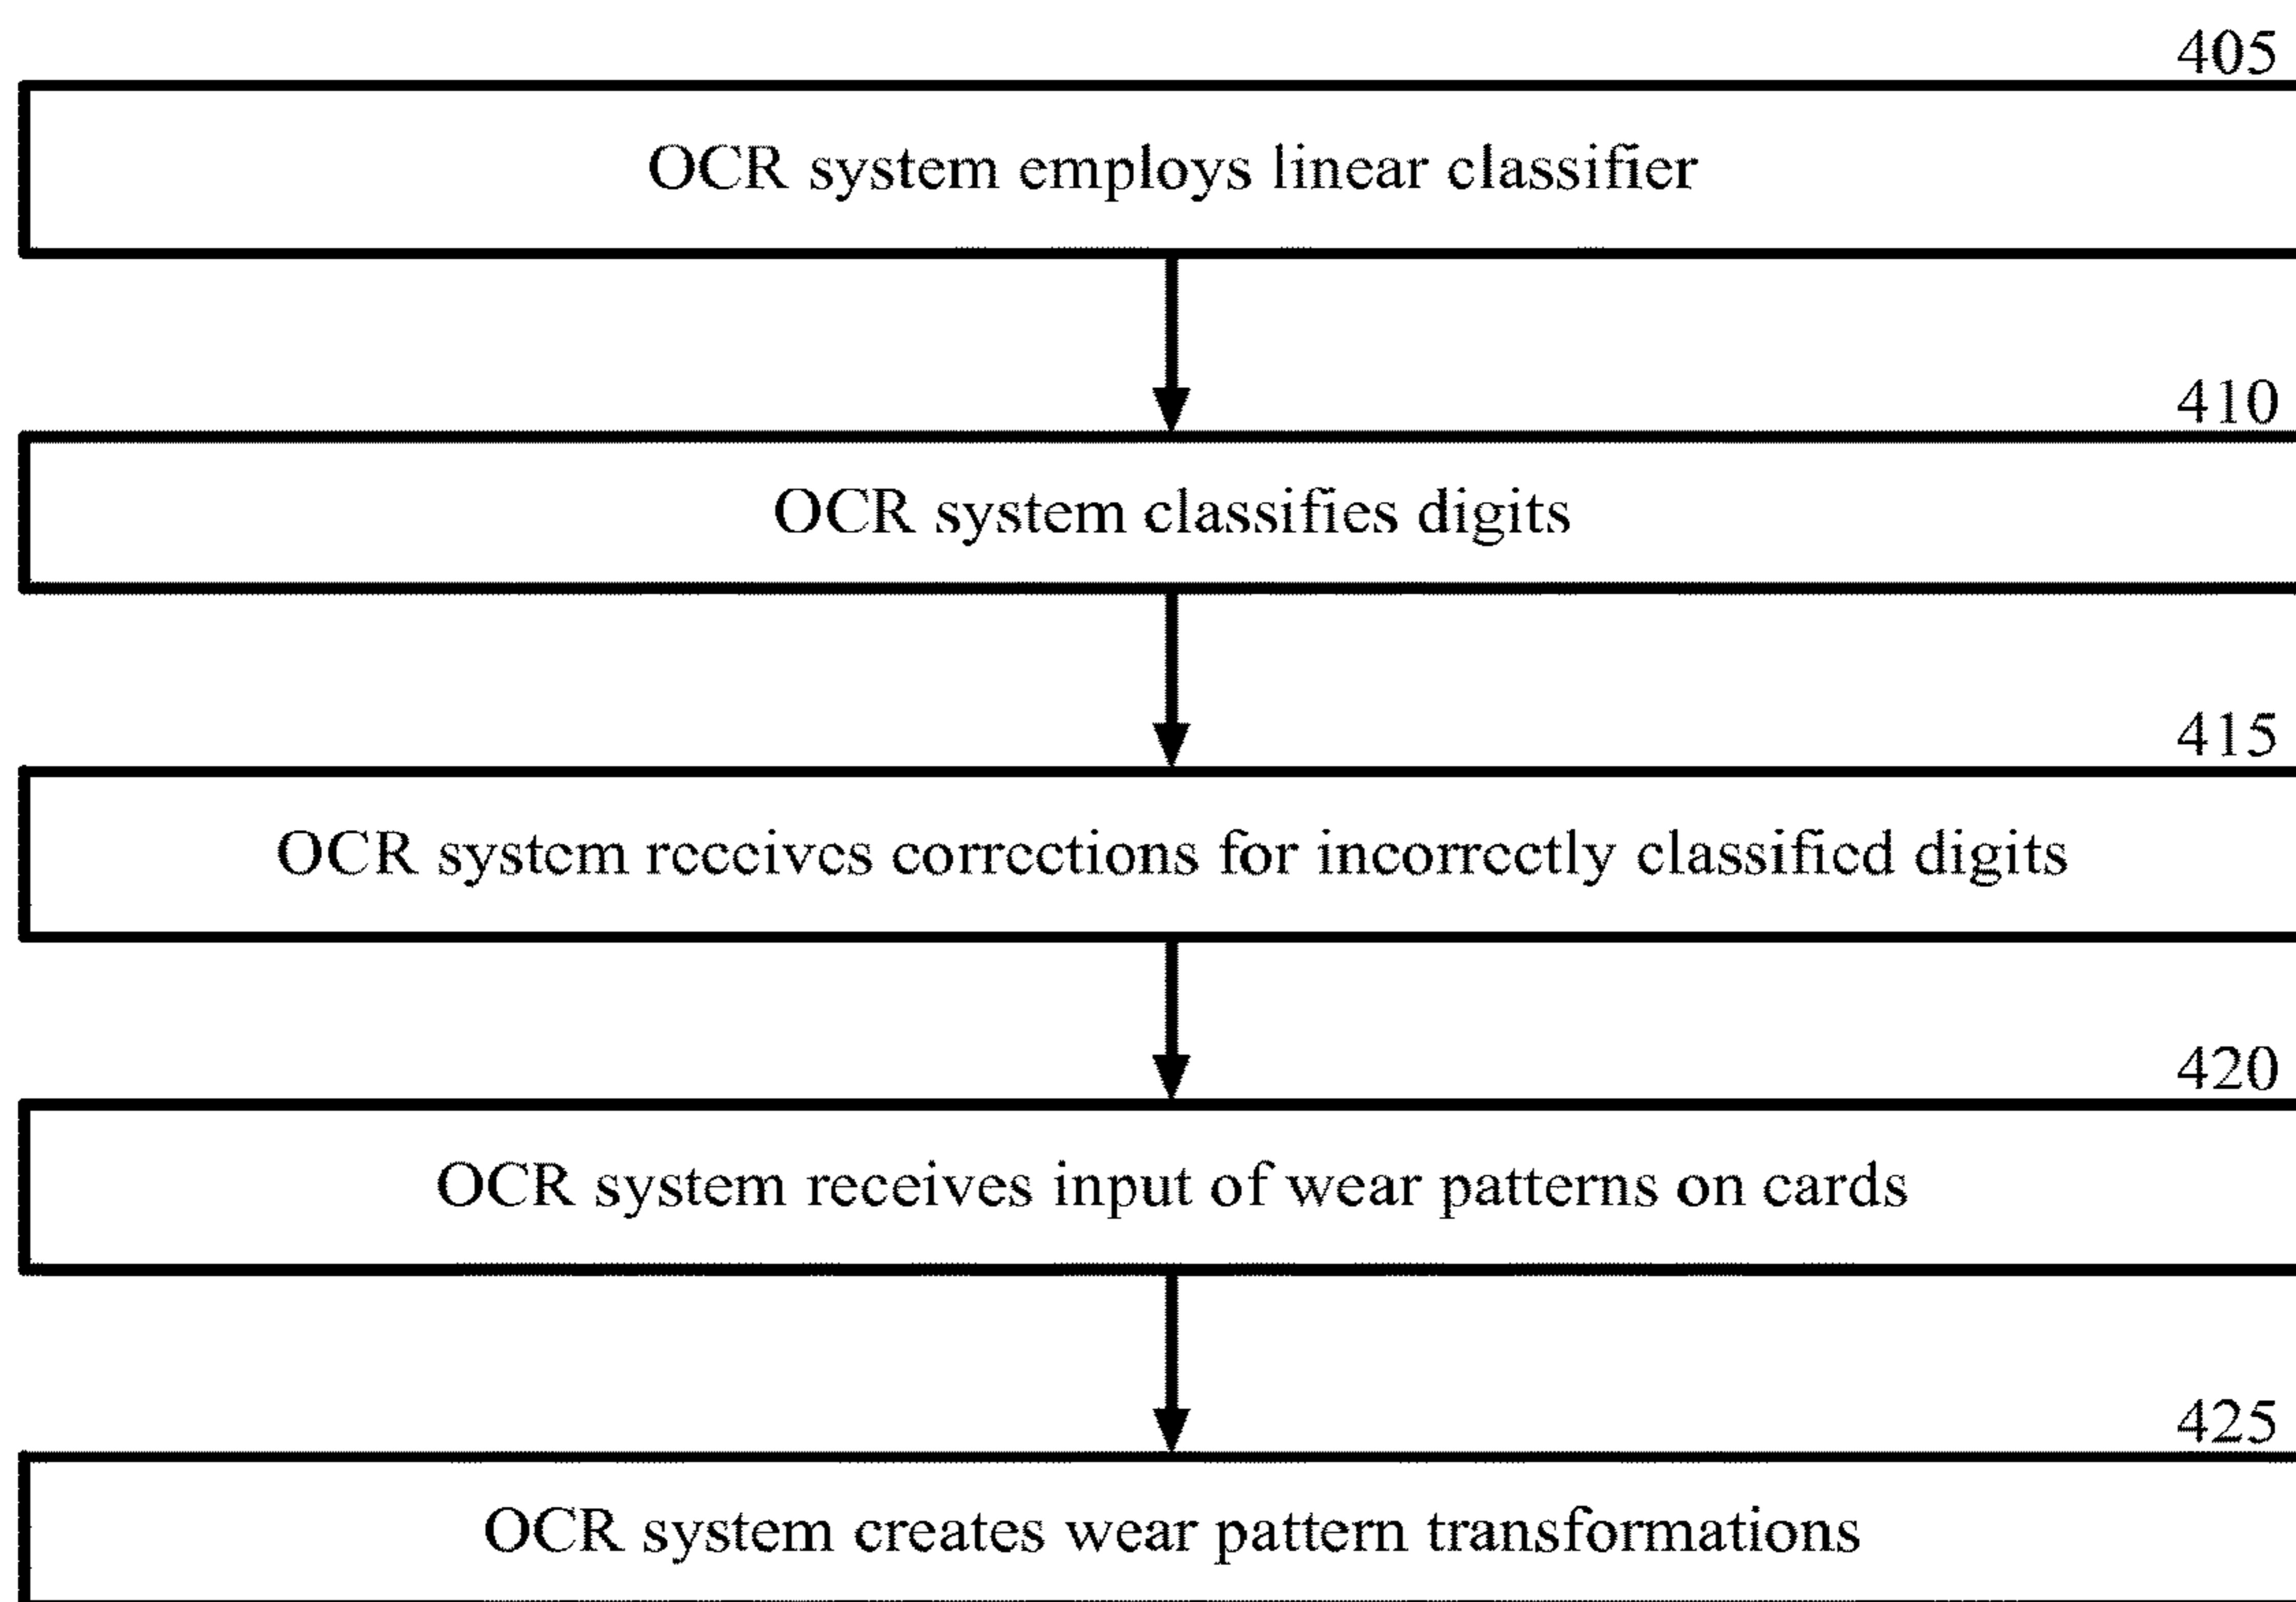 405
OCR system employs linear classifier
410
OCR system classifies digits
415
OCR system receives corrections for incorrectly classified digits
420
OCR system receives input of wear patterns on cards
425
OCR system creates wear pattern transformations